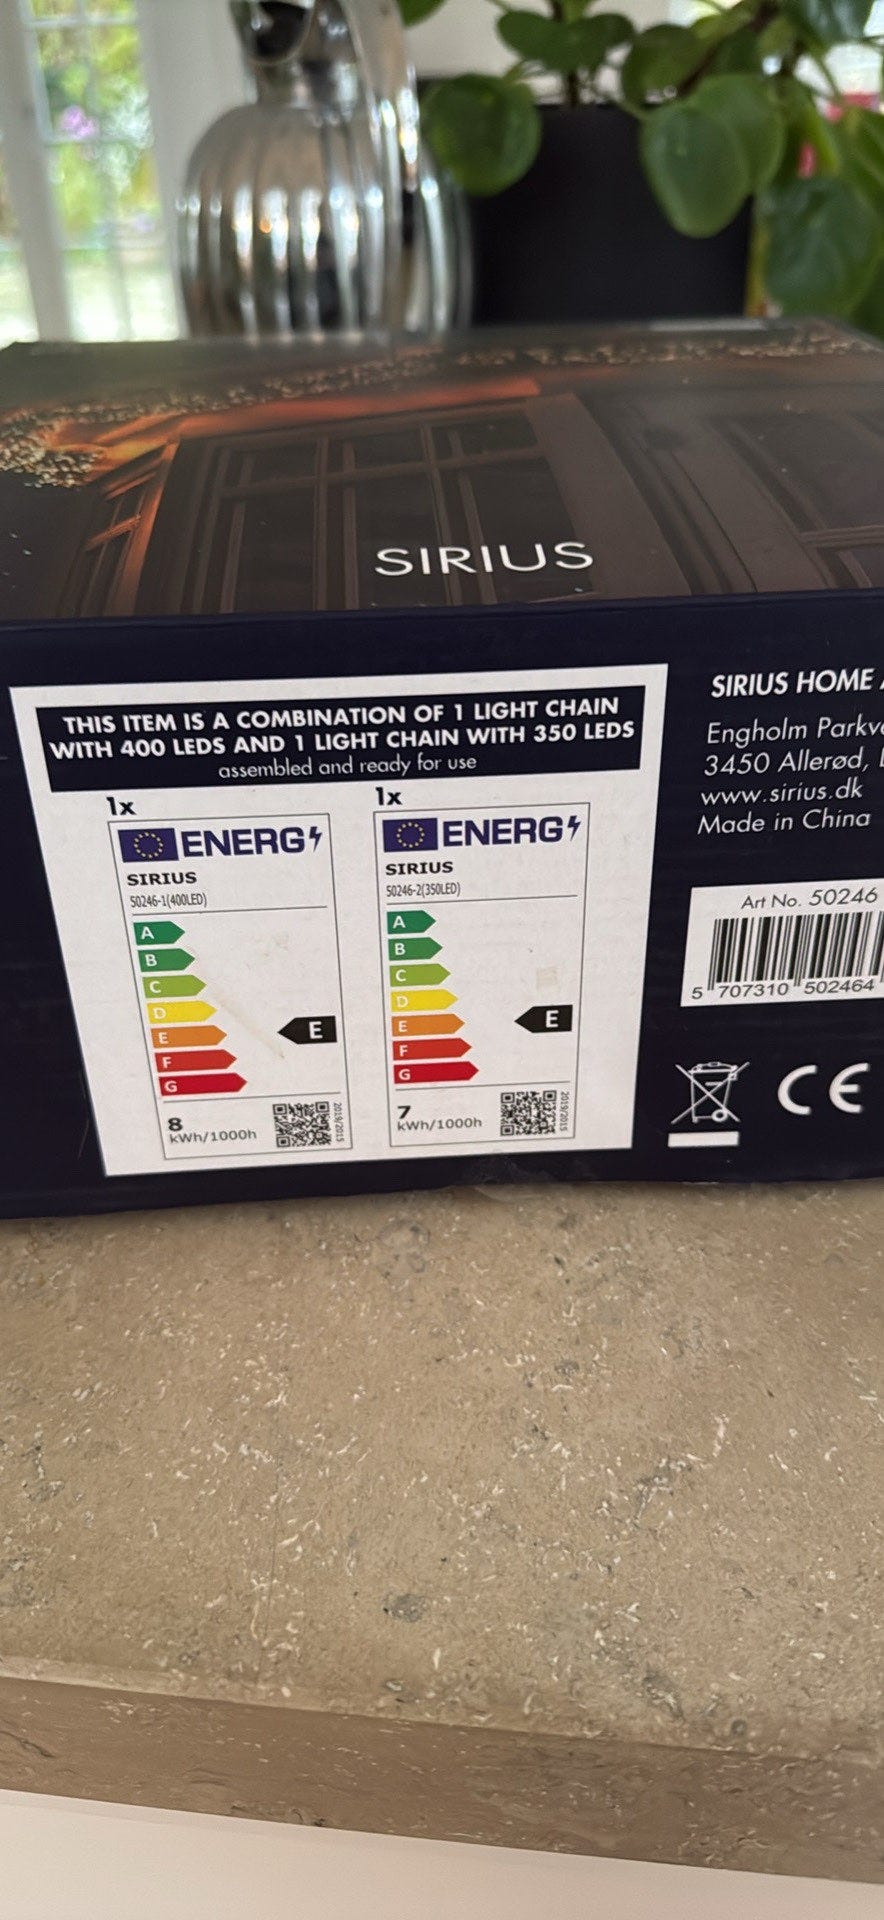 SIRIUS
THIS ITEM IS A COMBINATION OF 1 LIGHT CHAIN
WITH 400 LEDS AND 1 LIGHT CHAIN WITH 350 LEDS
assembled and ready for use
1x
ENERG
SIRIUS
50246-1(400LED)
A
B
C
D
E
F
G
E
8
kWh/1000h
2019/2015
1x
ENERG
SIRIUS
50246-2(350LED)
A
B
C
D
E
F
G
E
7
kWh/1000h
2019/2015
SIRIUS HOME
Engholm
3450 Allerød,
www.sirius.dk
Made in China
Art No. 50246
5 707310 502464
CE